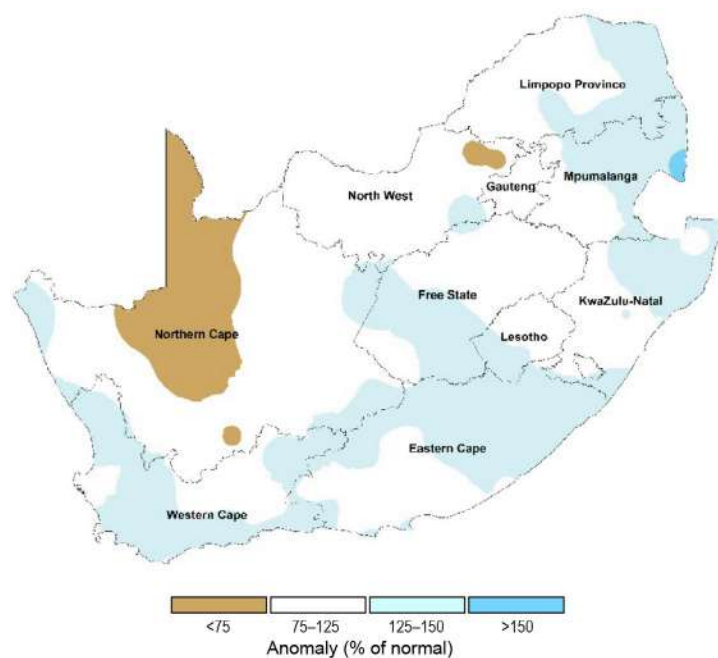 Limpopo Province
North West
Gauteng
Mpumalanga
Free State
KwaZulu-Natal
Northern Cape
Lesotho
Eastern Cape
Western Cape
<75 75–125 125–150 >150
Anomaly (% of normal)